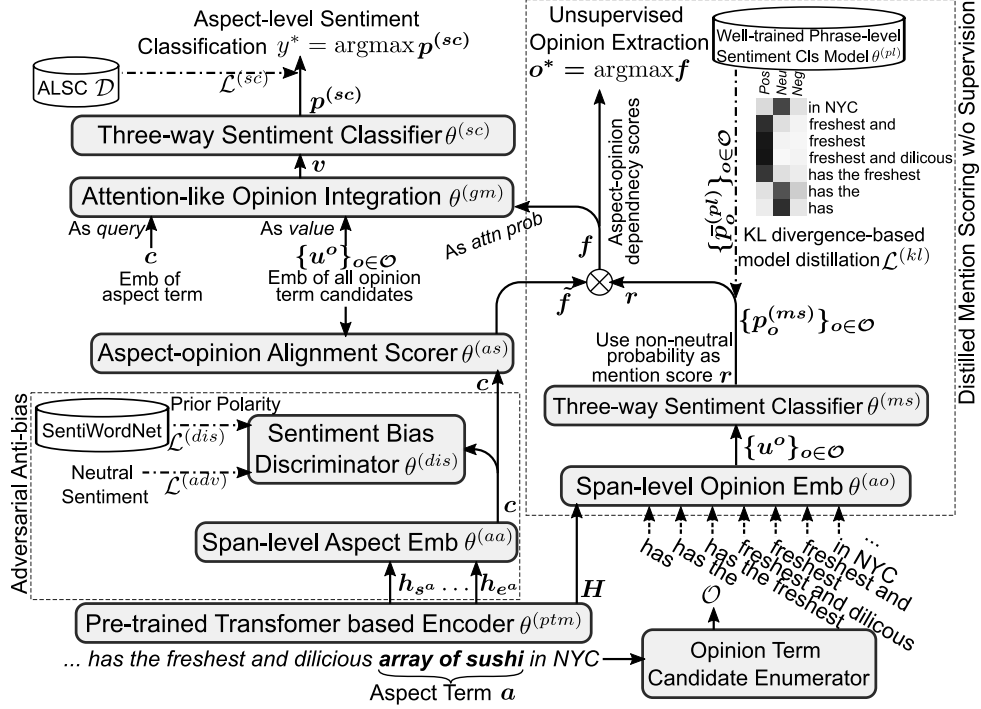 Aspect-level Sentiment
Classification y* = argmax p^(sc)
ALSC D
L^(sc)
p^(sc)
Three-way Sentiment Classifier θ^(sc)
v
Attention-like Opinion Integration θ^(gm)
As query
c
Emb of
aspect term
As value
{u^o}_{o∈O}
Emb of all opinion
term candidates
As attn prob
Aspect-opinion Alignment Scorer θ^(as)
c
Adversarial Anti-bias
SentiWordNet
Prior Polarity
L^(dis)
Neutral
Sentiment
L^(adv)
Sentiment Bias
Discriminator θ^(dis)
c
Span-level Aspect Emb θ^(aa)
h_{s^a} ... h_{e^a}
H
Pre-trained Transfomer based Encoder θ^(ptm)
... has the freshest and dilicious array of sushi in NYC
Aspect Term a
Unsupervised
Opinion Extraction
o* = argmax f
Aspect-opinion
dependnecy scores
f
f̃
r
Well-trained Phrase-level
Sentiment Cls Model θ^(pl)
Pos
Neu
Neg
in NYC
freshest and
freshest
freshest and dilicous
has the freshest
has the
has
{p̄_o^(pl)}_{o∈O}
KL divergence-based
model distillation L^(kl)
{p_o^(ms)}_{o∈O}
Use non-neutral
probability as
mention score r
Three-way Sentiment Classifier θ^(ms)
{u^o}_{o∈O}
Span-level Opinion Emb θ^(ao)
has
has the
has the freshest
freshest and dilicous
freshest
freshest and
in NYC
...
O
Opinion Term
Candidate Enumerator
Distilled Mention Scoring w/o Supervision